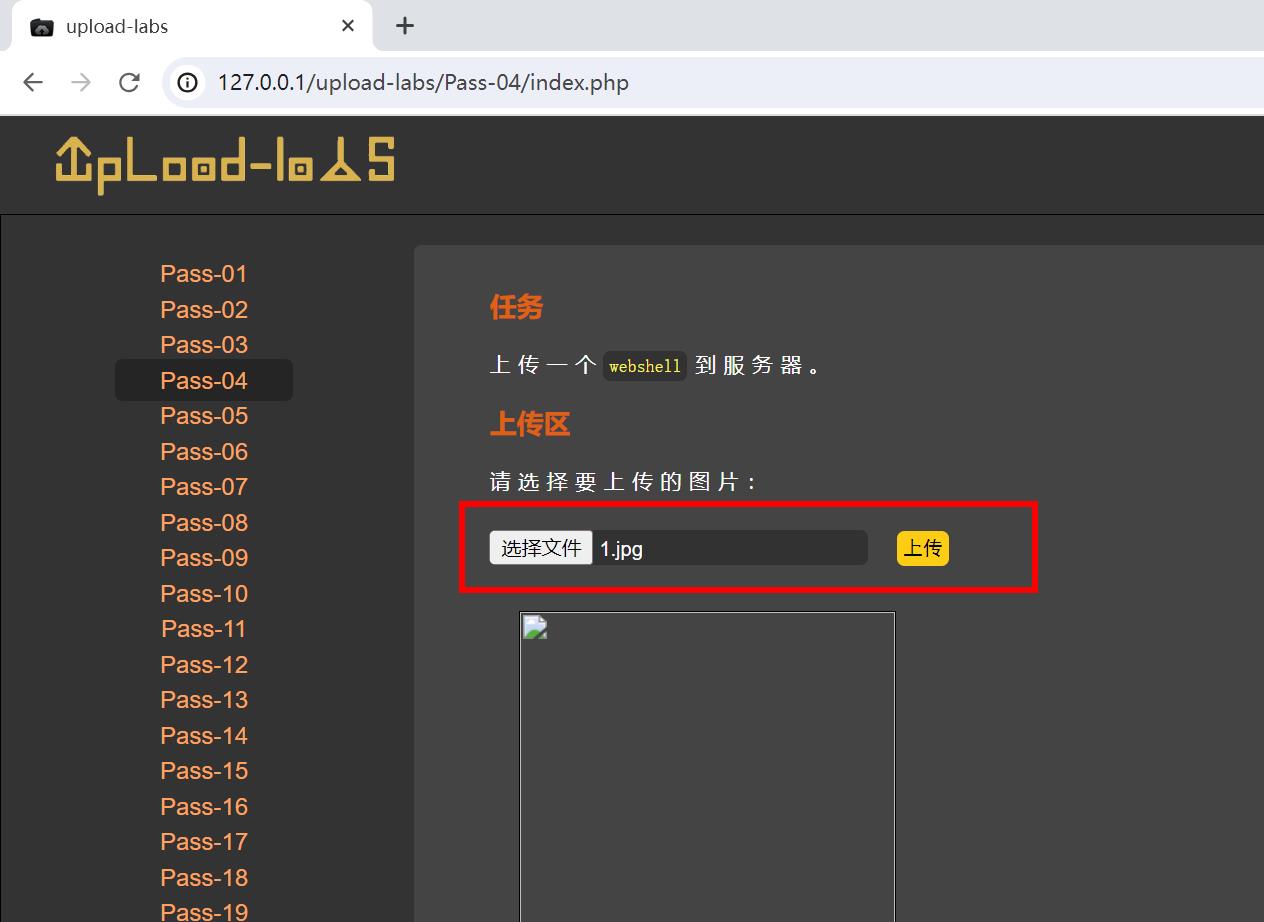 upload-labs
127.0.0.1/upload-labs/Pass-04/index.php
UpLoad-labs
Pass-01
Pass-02
Pass-03
Pass-04
Pass-05
Pass-06
Pass-07
Pass-08
Pass-09
Pass-10
Pass-11
Pass-12
Pass-13
Pass-14
Pass-15
Pass-16
Pass-17
Pass-18
Pass-19
任务
上传一个 webshell 到服务器。
上传区
请选择要上传的图片：
选择文件 1.jpg 上传